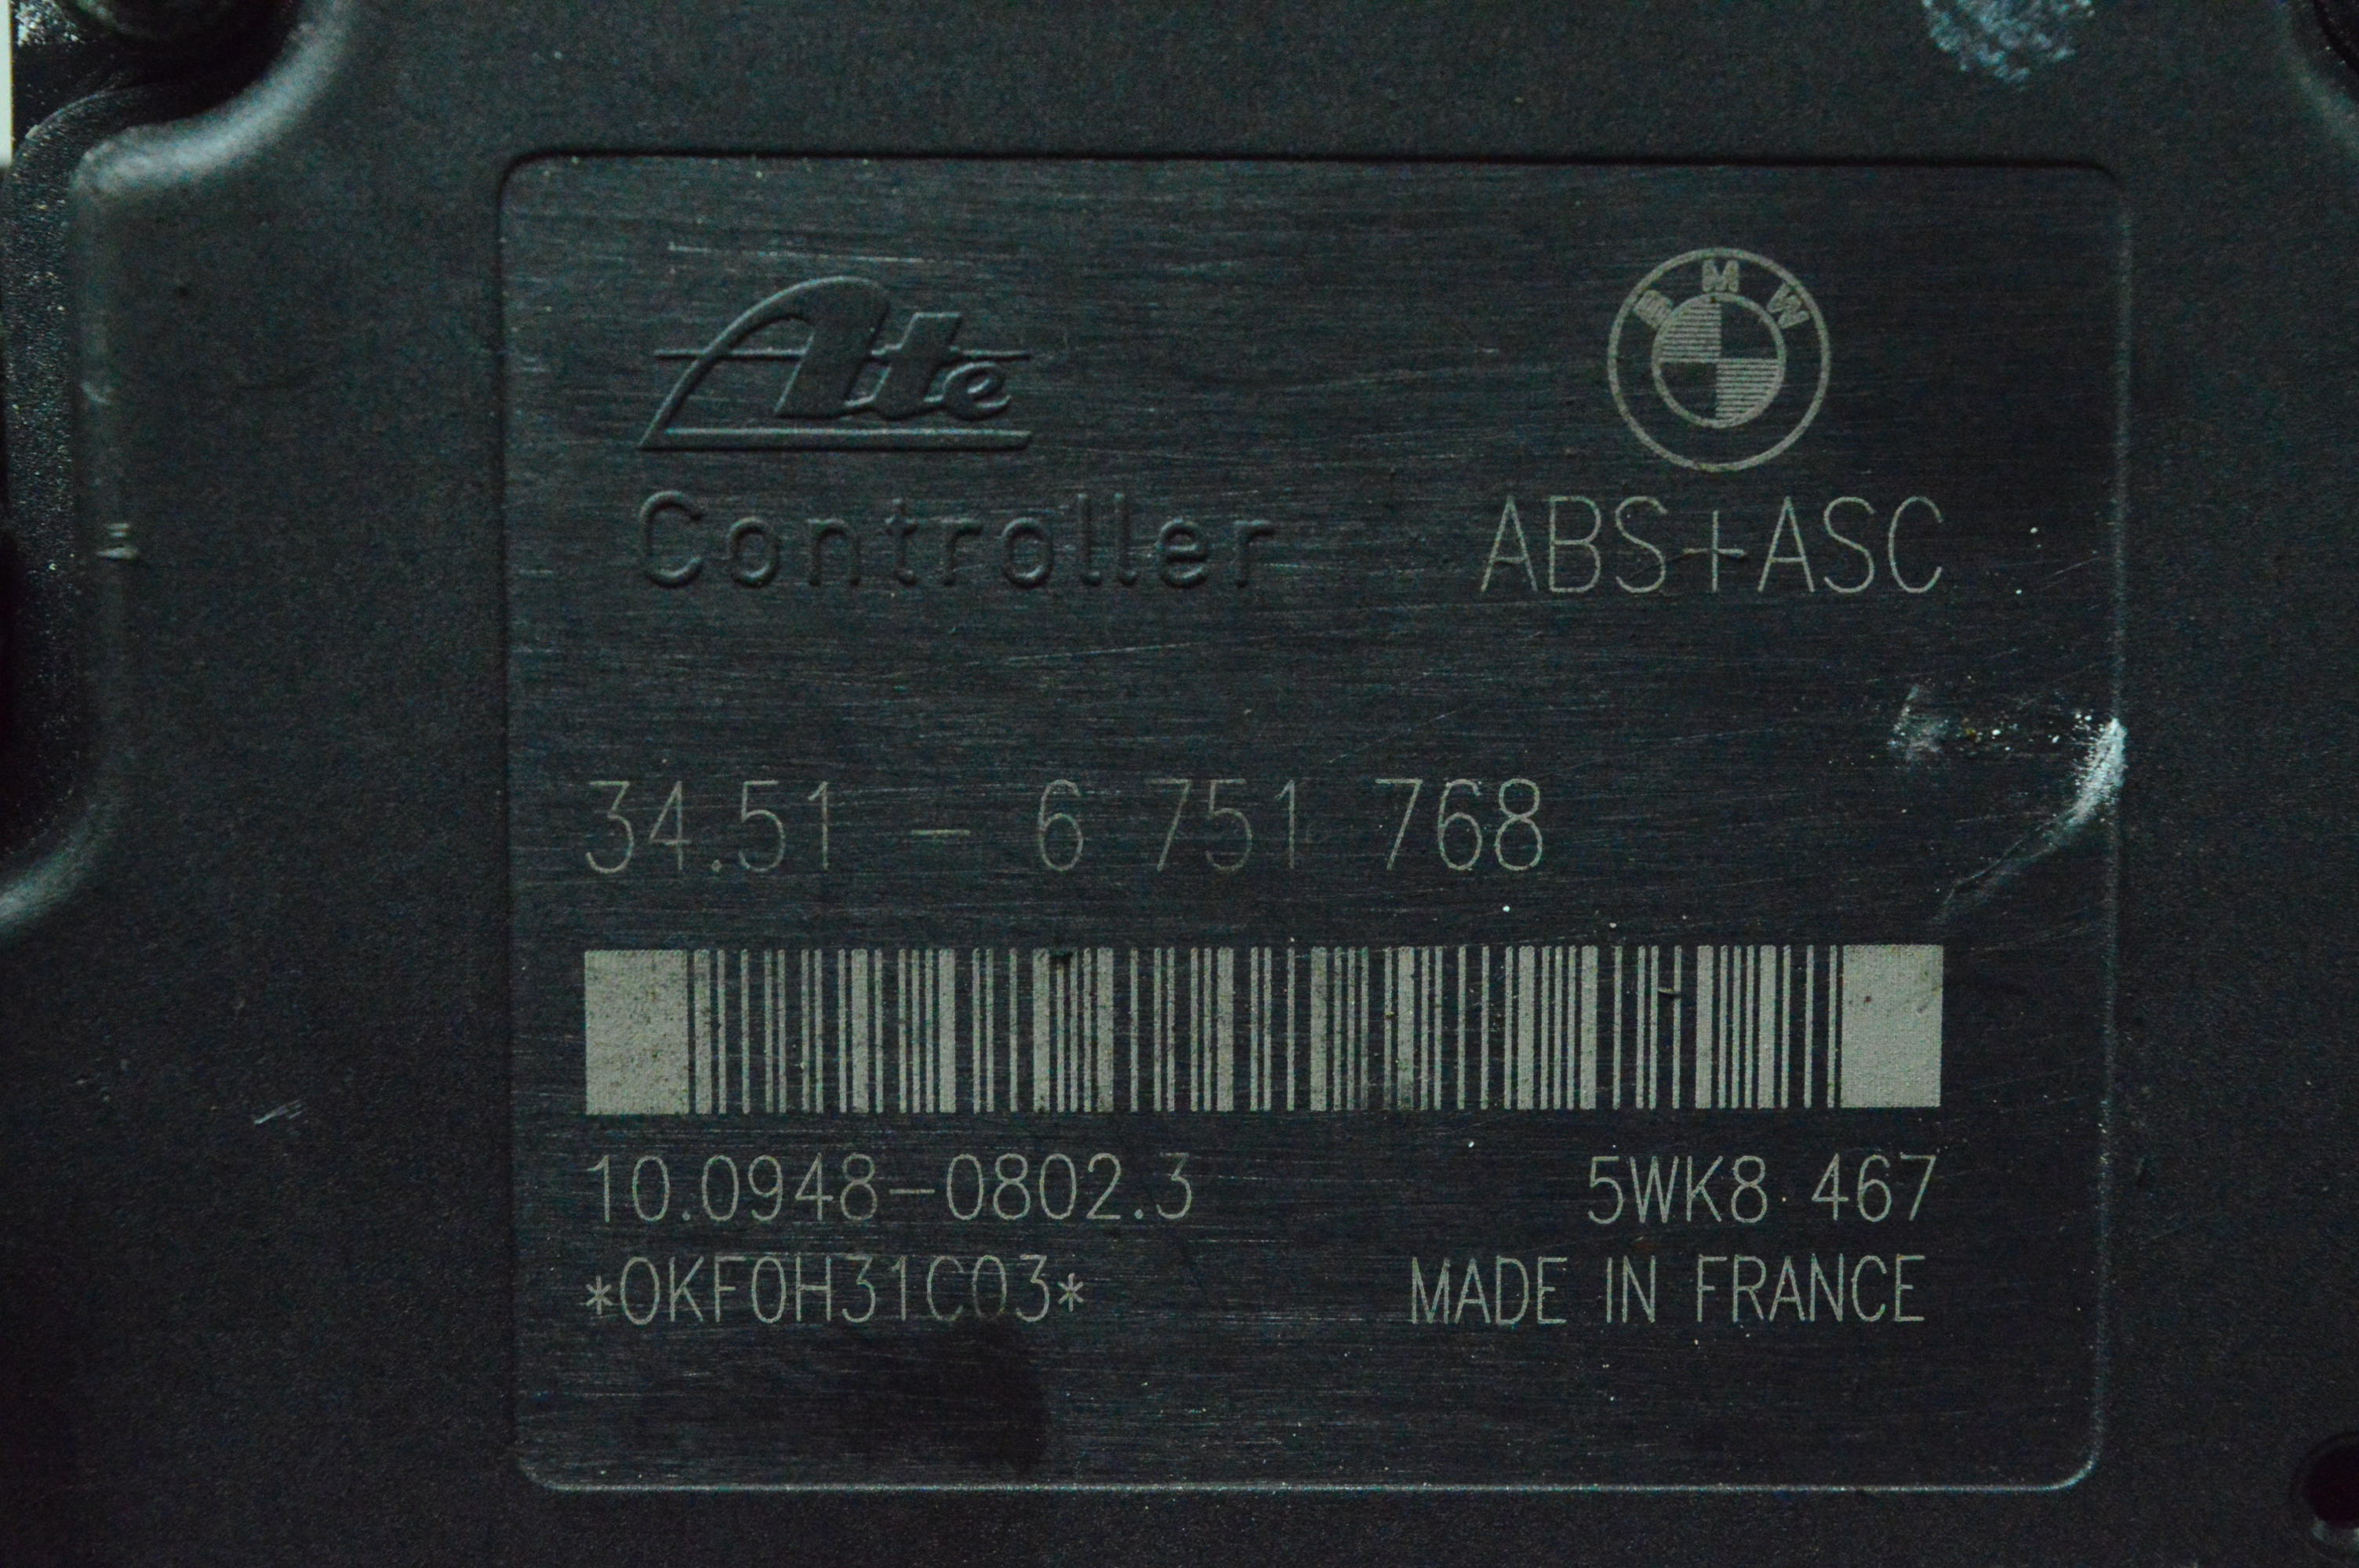 Ate
BMW
Controller
ABS+ASC
34.51 - 6 751 768
10.0948-0802.3
5WK8 467
*0KF0H31C03*
MADE IN FRANCE